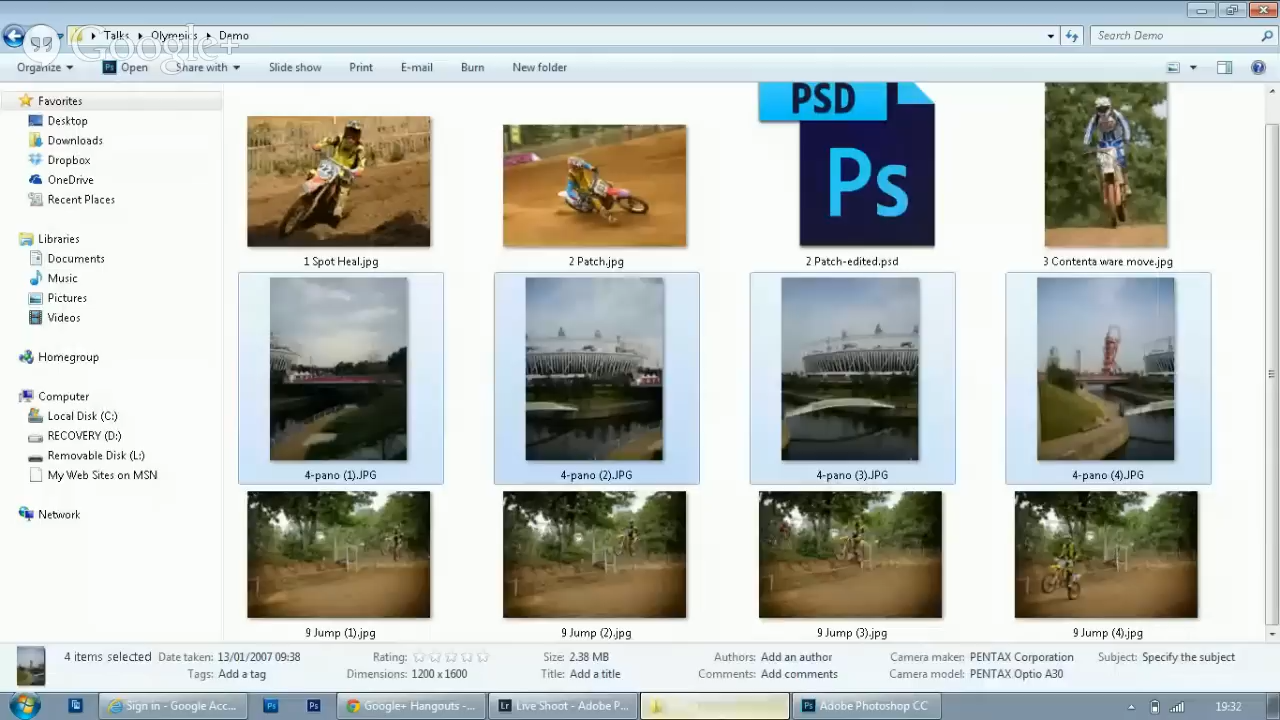 Talks ▸ Olympics ▸ Demo
Google+
Search Demo
Organize Open Share with Slide show Print E-mail Burn New folder
Favorites
Desktop
Downloads
Dropbox
OneDrive
Recent Places
Libraries
Documents
Music
Pictures
Videos
Homegroup
Computer
Local Disk (C:)
RECOVERY (D:)
Removable Disk (L:)
My Web Sites on MSN
Network
PSD
Ps
1 Spot Heal.jpg 2 Patch.jpg 2 Patch-edited.psd 3 Contenta ware move.jpg
4-pano (1).JPG 4-pano (2).JPG 4-pano (3).JPG 4-pano (4).JPG
9 Jump (1).jpg 9 Jump (2).jpg 9 Jump (3).jpg 9 Jump (4).jpg
4 items selected Date taken: 13/01/2007 09:38 Rating: Size: 2.38 MB Authors: Add an author Camera maker: PENTAX Corporation Subject: Specify the subject
Tags: Add a tag Dimensions: 1200 x 1600 Title: Add a title Comments: Add comments Camera model: PENTAX Optio A30
Sign in - Google Acc... Google+ Hangouts -... Live Shoot - Adobe P... Adobe Photoshop CC 19:32